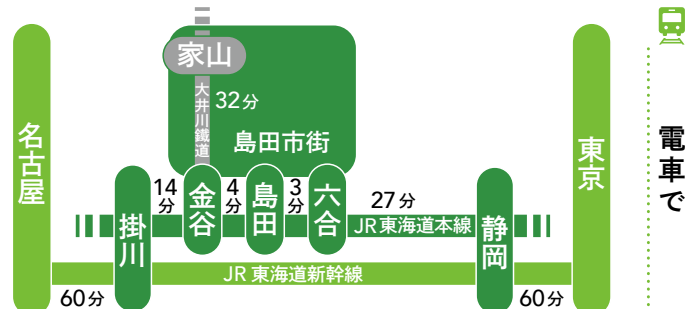 家山
大井川鐵道
32分
島田市街
名古屋
東京
電車で
掛川
14分
金谷
4分
島田
3分
六合
27分
JR東海道本線
静岡
JR 東海道新幹線
60分
60分